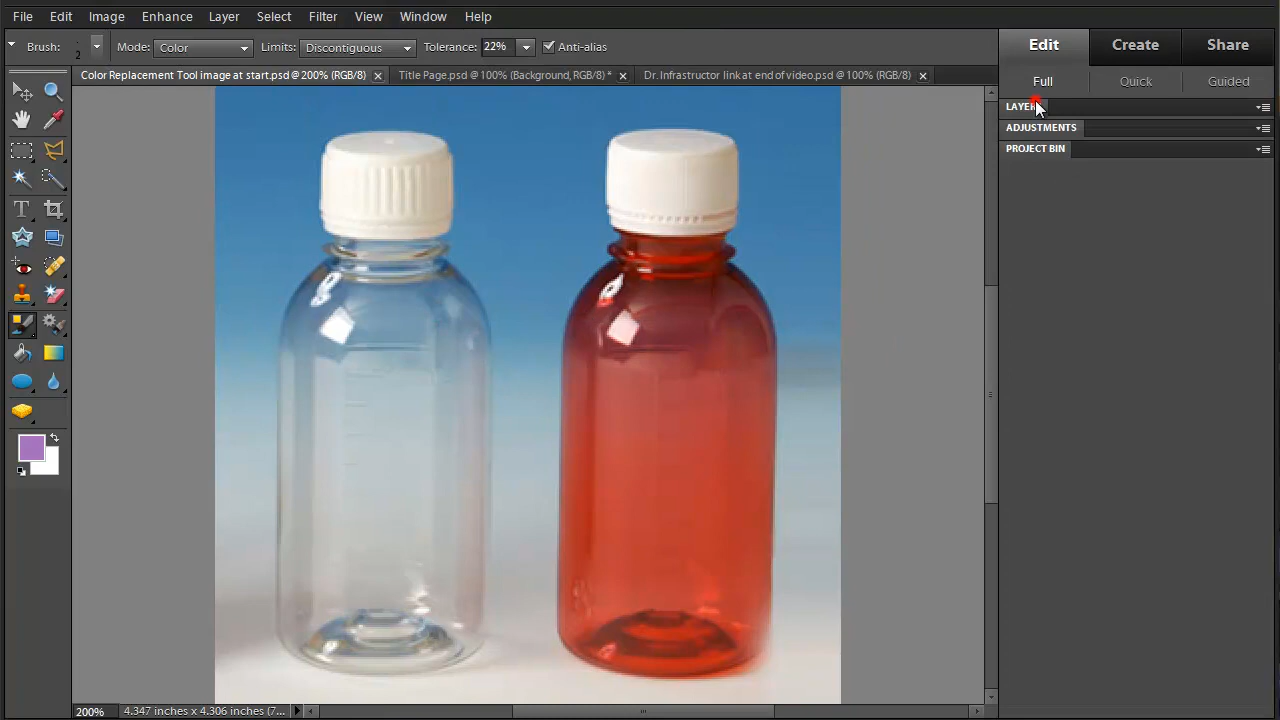 File Edit Image Enhance Layer Select Filter View Window Help
Brush: 2 Mode: Color Limits: Discontiguous Tolerance: 22% Anti-alias
Edit Create Share
Color Replacement Tool image at start.psd @ 200% (RGB/8) Title Page.psd @ 100% (Background, RGB/8) * Dr. Infrastructor link at end of video.psd @ 100% (RGB/8)
Full Quick Guided
ADJUSTMENTS
PROJECT BIN
200% 4.347 inches x 4.306 inches (7...